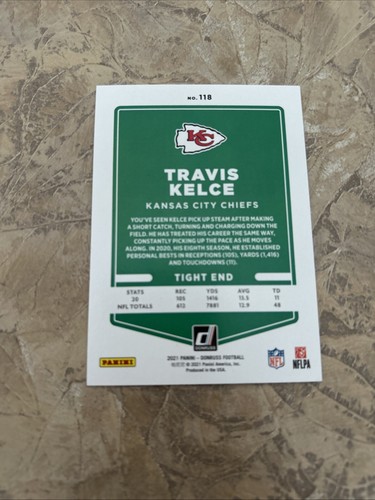 NO. 118
KC
TRAVIS
KELCE
KANSAS CITY CHIEFS
YOU'VE SEEN KELCE PICK UP STEAM AFTER MAKING
A SHORT CATCH, TURNING AND CHARGING DOWN THE
FIELD. HE HAS TREATED HIS CAREER THE SAME WAY,
CONSTANTLY PICKING UP THE PACE AS HE MOVES
ALONG. IN 2020, HIS EIGHTH SEASON, HE ESTABLISHED
PERSONAL BESTS IN RECEPTIONS (105), YARDS (1,416)
AND TOUCHDOWNS (11).
TIGHT END
STATS REC YDS AVG TD
20 105 1416 13.5 11
NFL TOTALS 612 7881 12.9 48
DONRUSS
PANINI
2021 PANINI - DONRUSS FOOTBALL
© 2021 Panini America, Inc.
Produced in the USA.
NFL
NFLPA